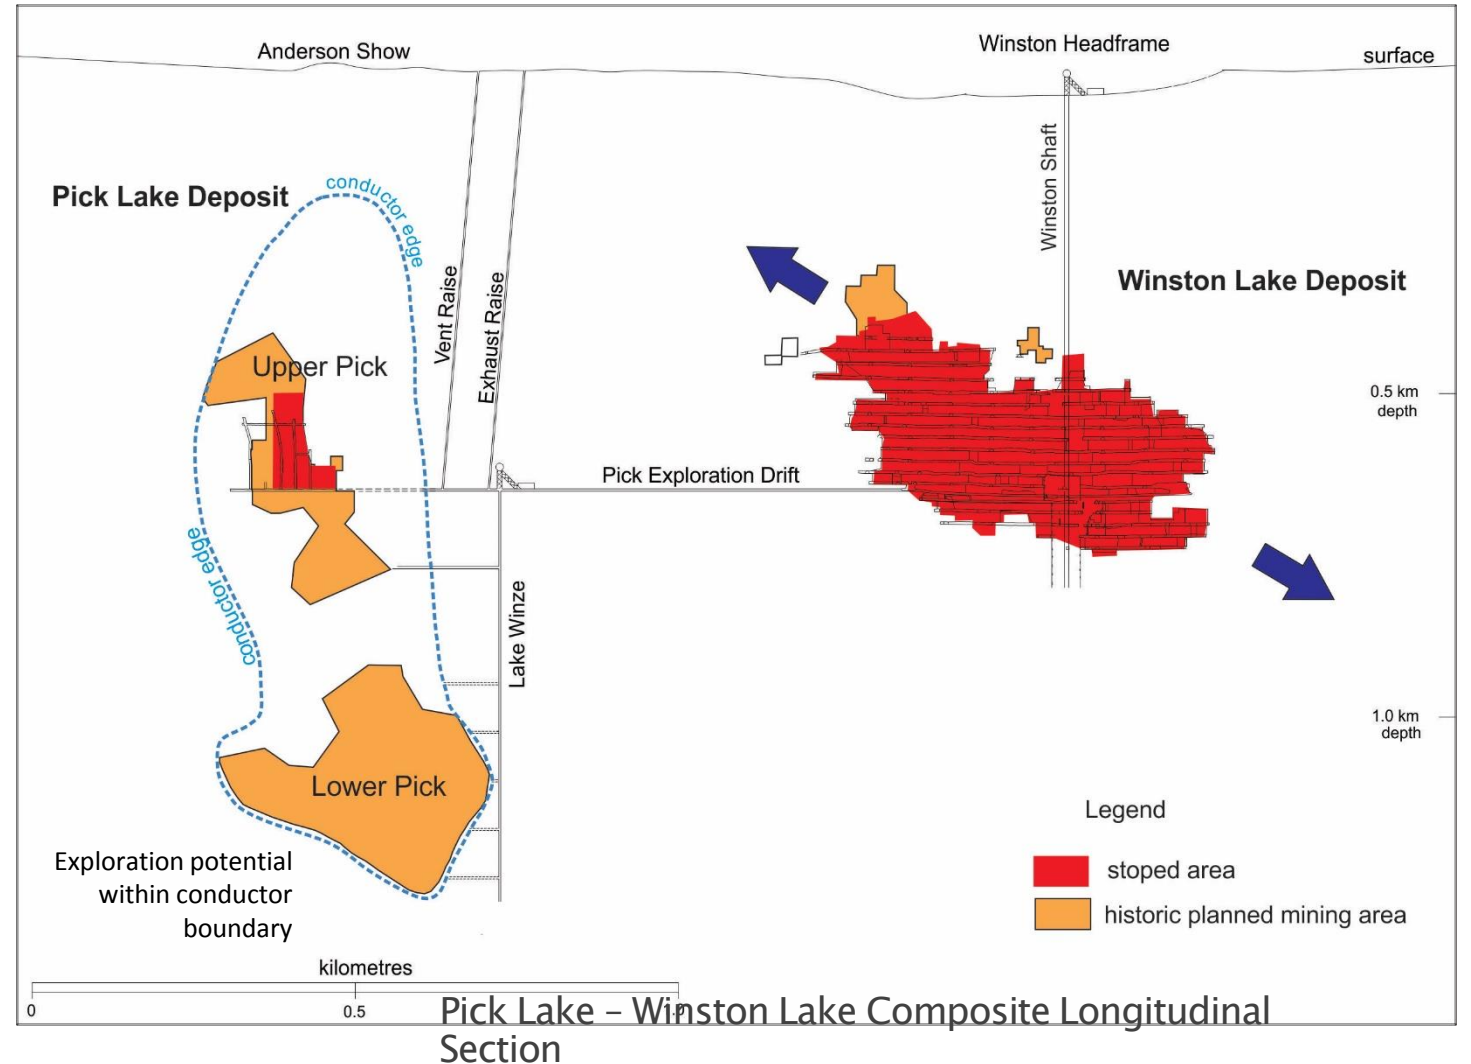 Anderson Show
Winston Headframe
surface
Pick Lake Deposit
conductor edge
Vent Raise
Exhaust Raise
Winston Shaft
Winston Lake Deposit
Upper Pick
0.5 km
depth
Pick Exploration Drift
conductor edge
Lake Winze
1.0 km
depth
Lower Pick
Exploration potential
within conductor
boundary
Legend
stoped area
historic planned mining area
kilometres
0
0.5
1.0
Pick Lake – Winston Lake Composite Longitudinal
Section